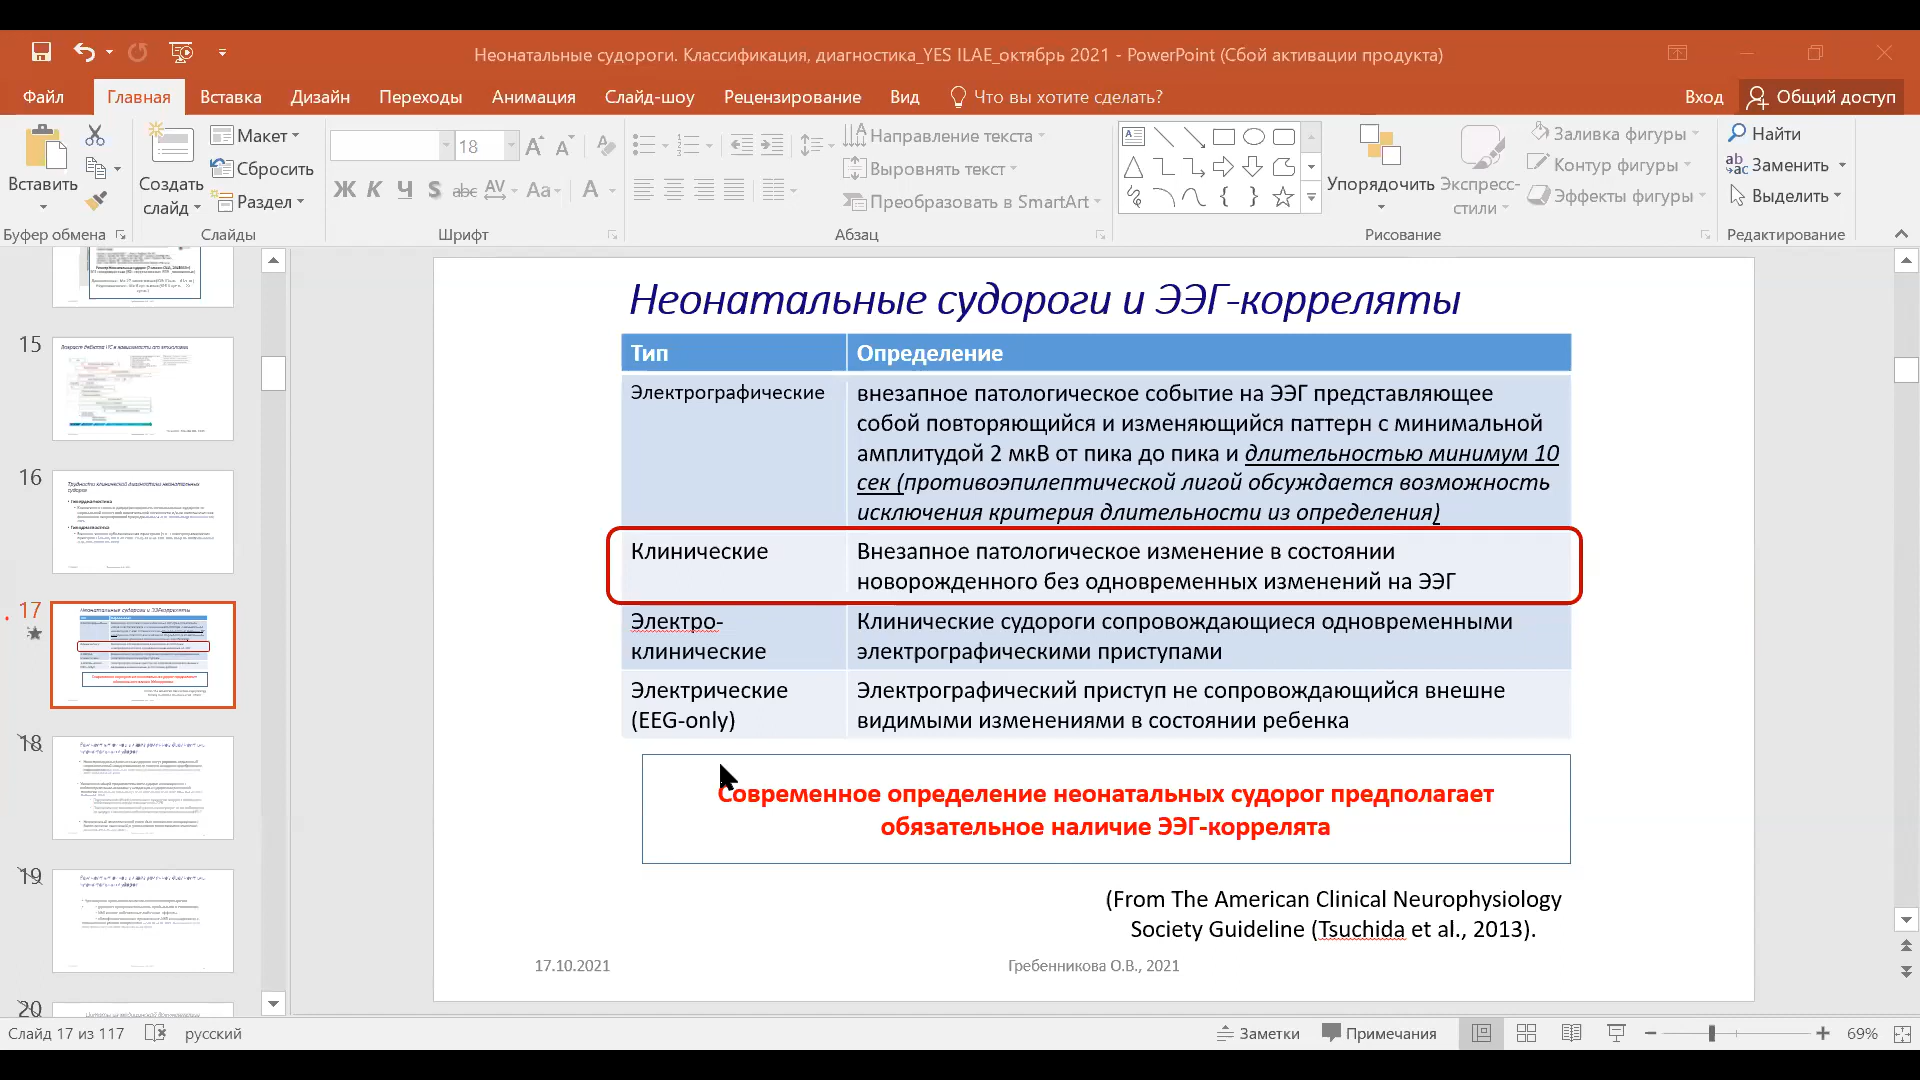 Неонатальные судороги. Классификация, диагностика_YES ILAE_октябрь 2021 - PowerPoint (Сбой активации продукта)
Файл Главная Вставка Дизайн Переходы Анимация Слайд-шоу Рецензирование Вид Что вы хотите сделать? Вход Общий доступ
Вставить
Создать слайд
Макет
Сбросить
Раздел
18
Ж К Ч S abc AV Aa A
Направление текста
Выровнять текст
Преобразовать в SmartArt
Упорядочить
Экспресс-стили
Заливка фигуры
Контур фигуры
Эффекты фигуры
Найти
Заменить
Выделить
Буфер обмена Слайды Шрифт Абзац Рисование Редактирование
15
16
17
18
19
20
Неонатальные судороги и ЭЭГ-корреляты
Тип Определение
Электрографические
внезапное патологическое событие на ЭЭГ представляющее
собой повторяющийся и изменяющийся паттерн с минимальной
амплитудой 2 мкВ от пика до пика и длительностью минимум 10
сек (противоэпилептической лигой обсуждается возможность
исключения критерия длительности из определения)
Клинические
Внезапное патологическое изменение в состоянии
новорожденного без одновременных изменений на ЭЭГ
Электро-
клинические
Клинические судороги сопровождающиеся одновременными
электрографическими приступами
Электрические
(EEG-only)
Электрографический приступ не сопровождающийся внешне
видимыми изменениями в состоянии ребенка
Современное определение неонатальных судорог предполагает
обязательное наличие ЭЭГ-коррелята
(From The American Clinical Neurophysiology
Society Guideline (Tsuchida et al., 2013).
17.10.2021 Гребенникова О.В., 2021
Слайд 17 из 117 русский Заметки Примечания 69%